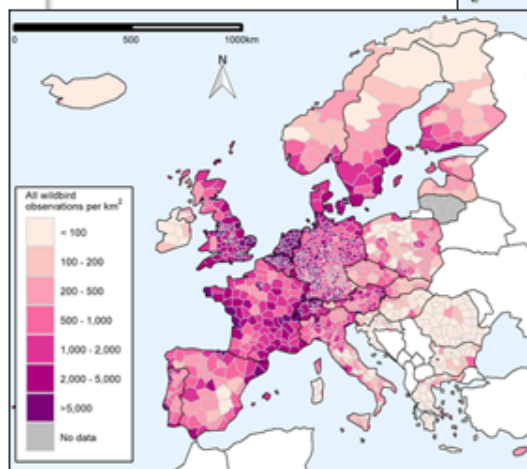 0 500 1000km
N
All wildbird
observations per km²
< 100
100 - 200
200 - 500
500 - 1,000
1,000 - 2,000
2,000 - 5,000
>5,000
No data